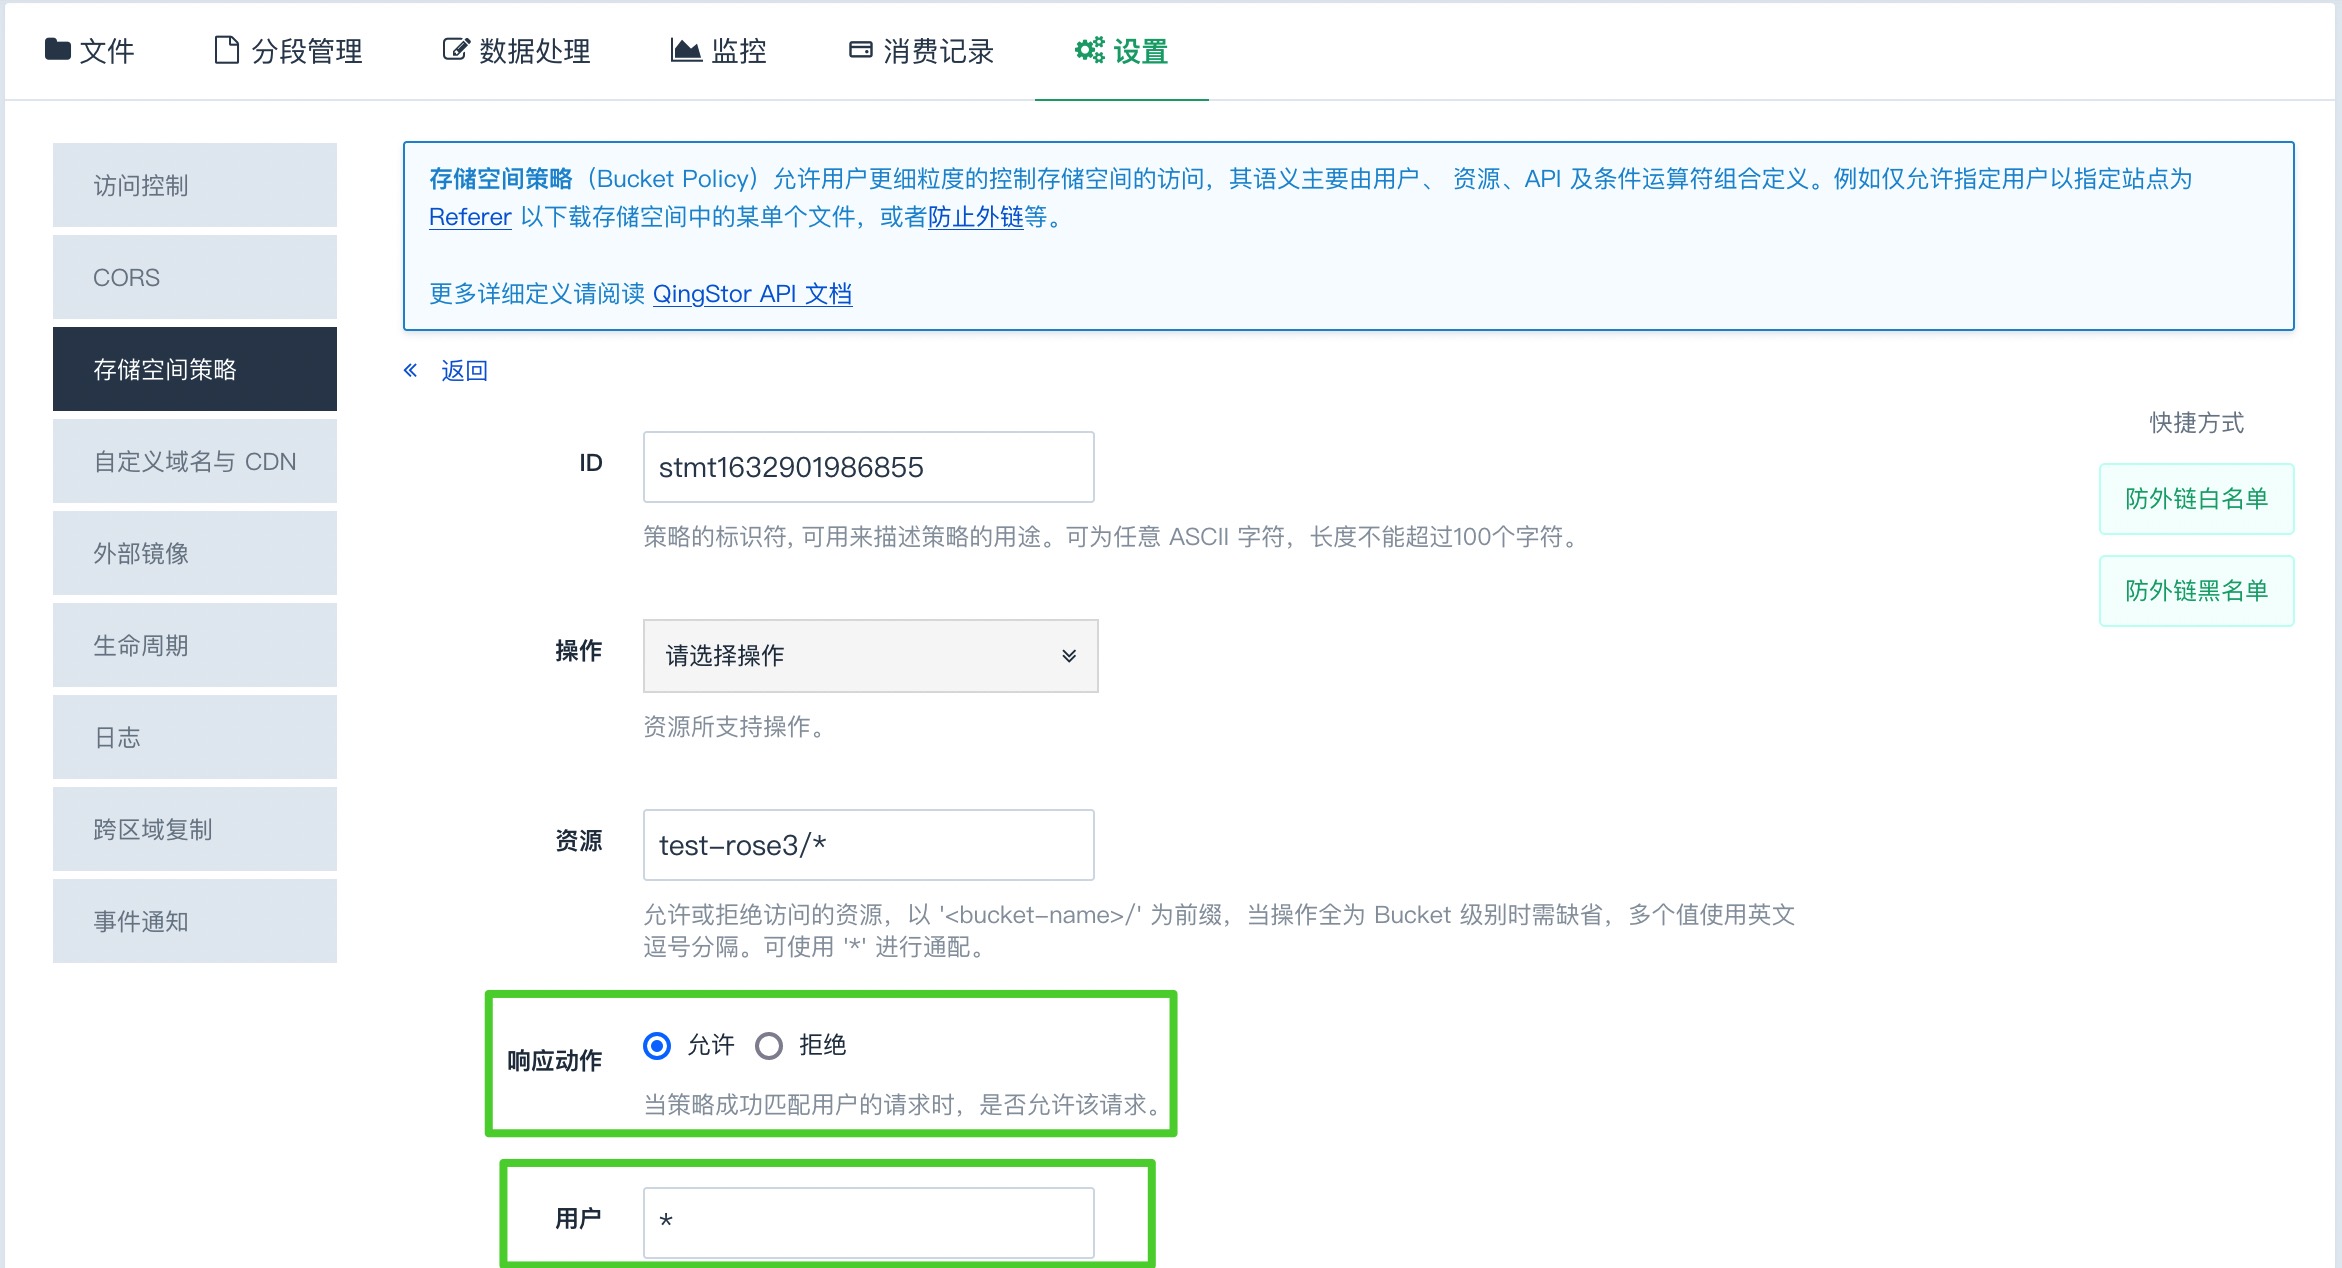 文件 分段管理 数据处理 监控 消费记录 设置
访问控制
CORS
存储空间策略
自定义域名与 CDN
外部镜像
生命周期
日志
跨区域复制
事件通知
存储空间策略（Bucket Policy）允许用户更细粒度的控制存储空间的访问，其语义主要由用户、 资源、API 及条件运算符组合定义。例如仅允许指定用户以指定站点为
Referer 以下载存储空间中的某单个文件，或者防止外链等。
更多详细定义请阅读 QingStor API 文档
« 返回
快捷方式
防外链白名单
防外链黑名单
ID stmt1632901986855
策略的标识符, 可用来描述策略的用途。可为任意 ASCII 字符，长度不能超过100个字符。
操作 请选择操作
资源所支持操作。
资源 test-rose3/*
允许或拒绝访问的资源，以 '<bucket-name>/' 为前缀，当操作全为 Bucket 级别时需缺省，多个值使用英文
逗号分隔。可使用 '*' 进行通配。
响应动作 允许 拒绝
当策略成功匹配用户的请求时，是否允许该请求。
用户 *